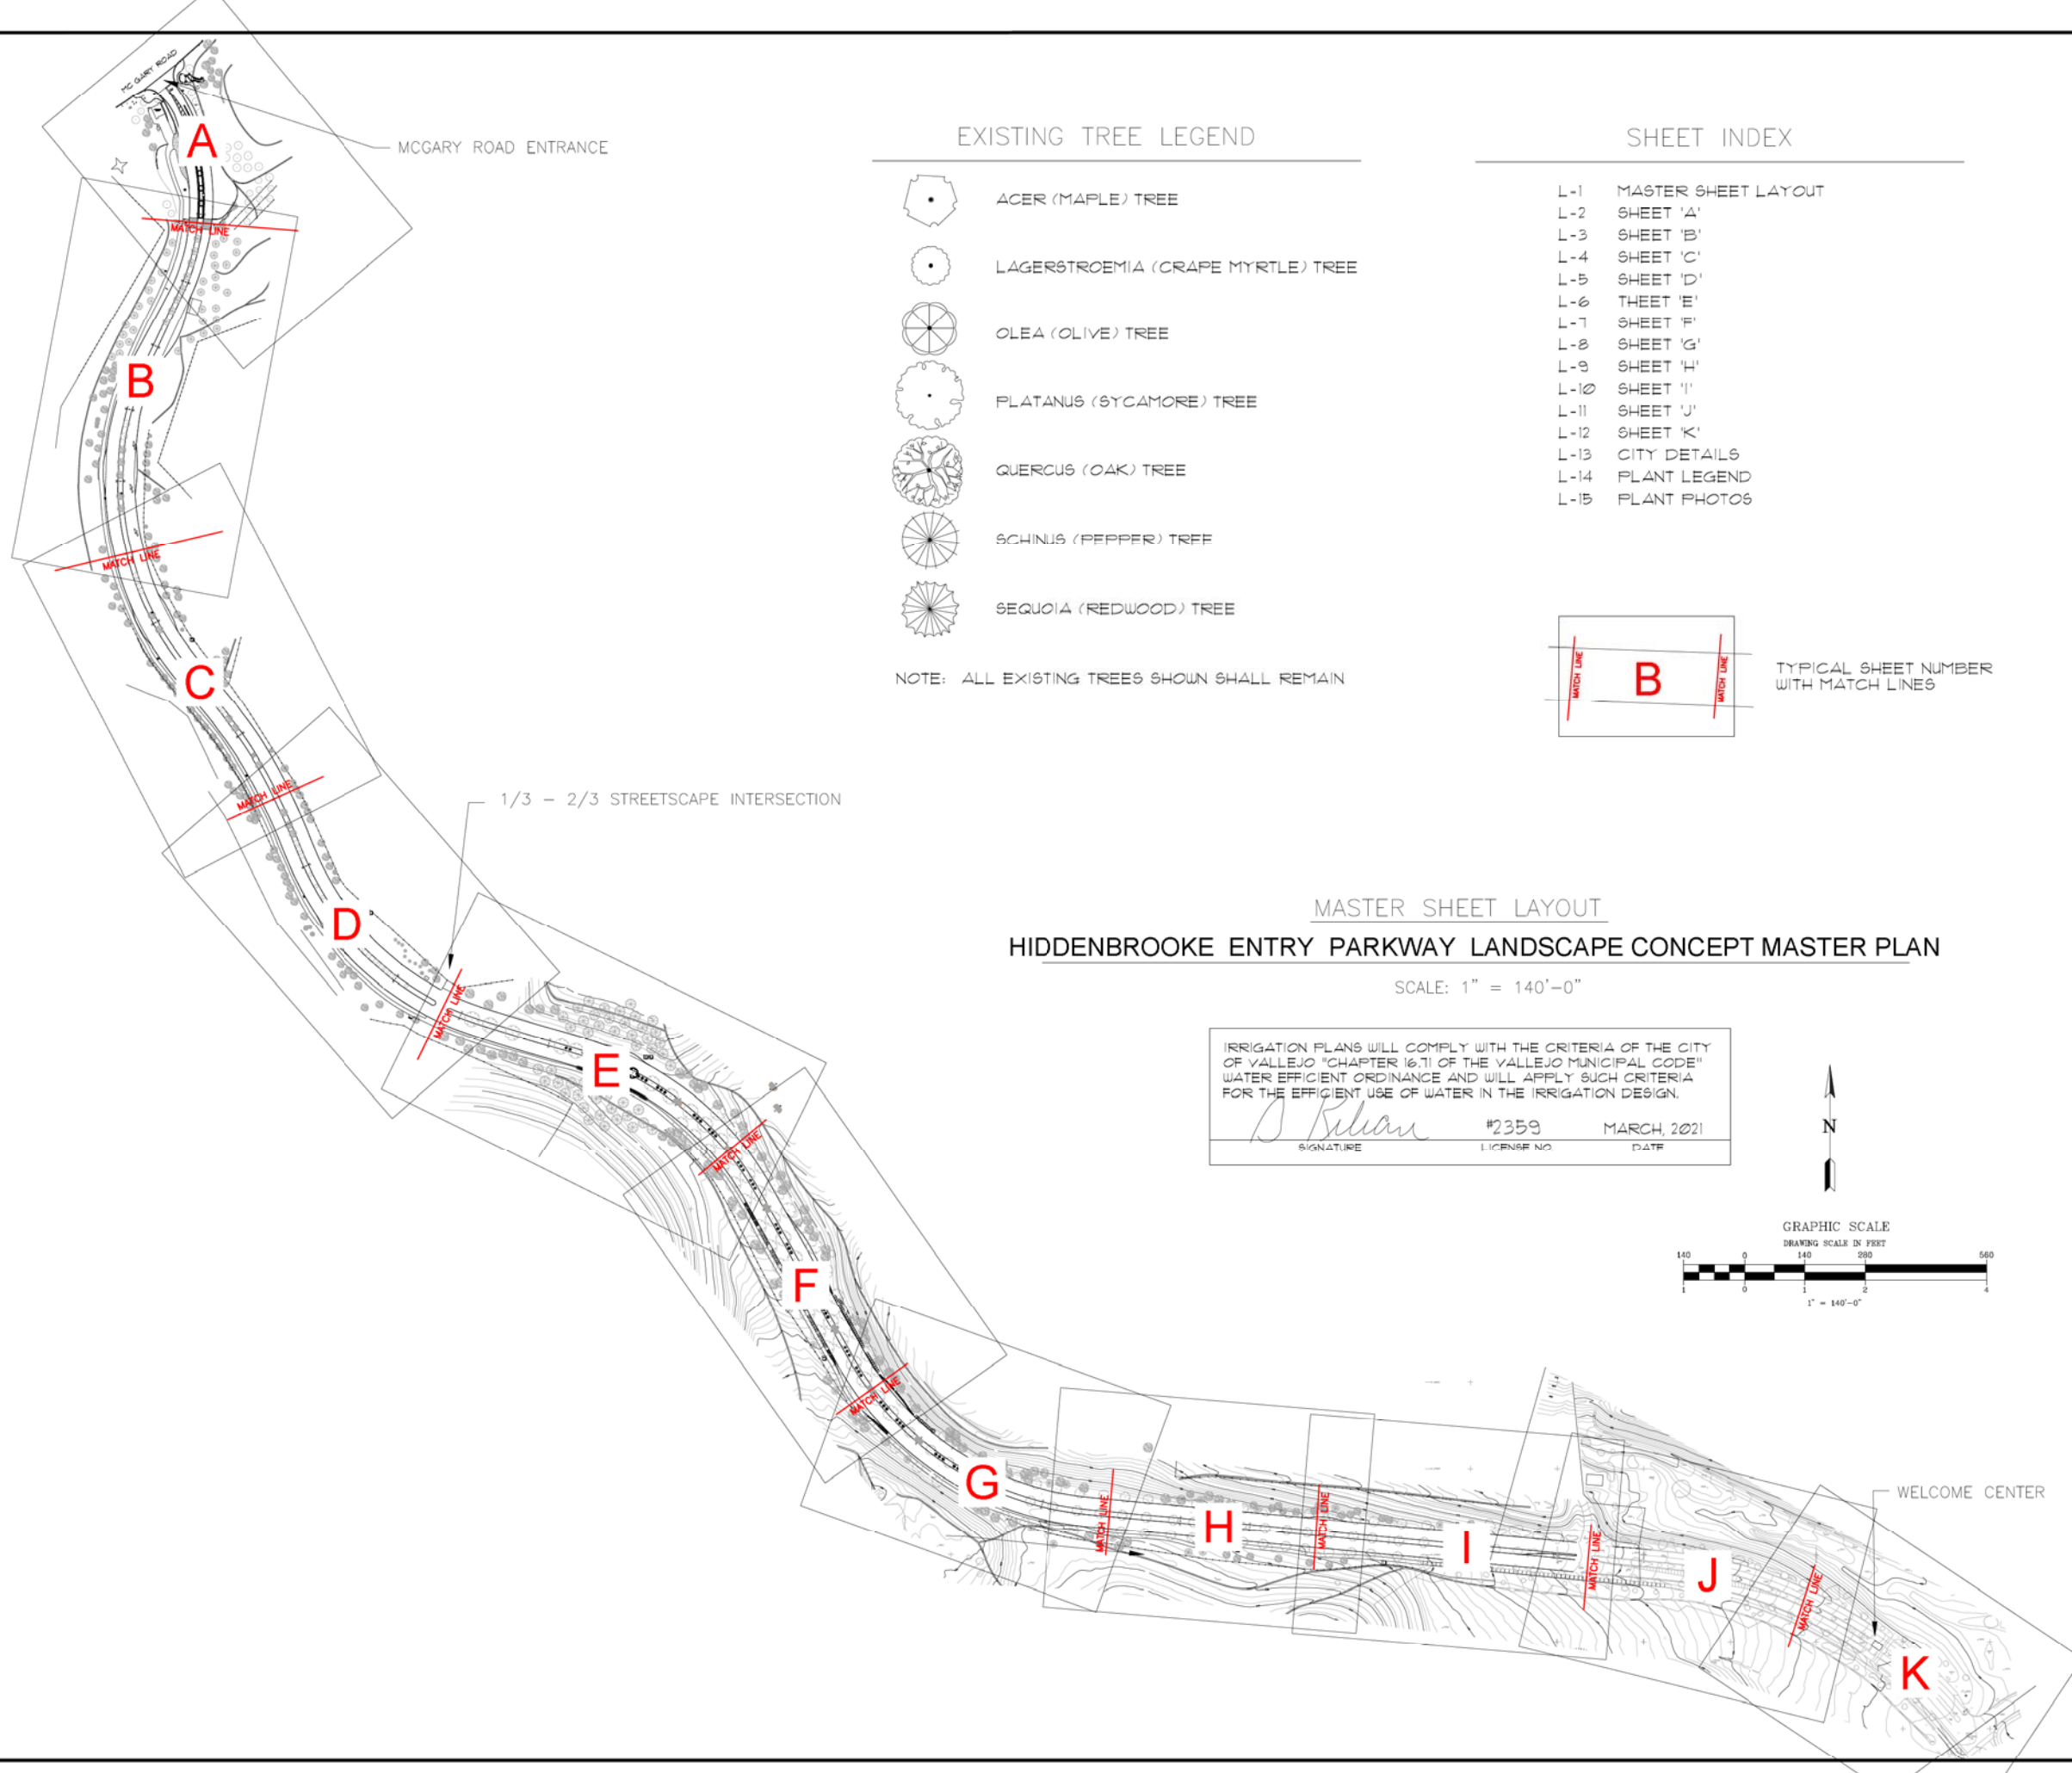 MC GARY ROAD
A
MCGARY ROAD ENTRANCE
MATCH LINE
B
MATCH LINE
C
MATCH LINE
1/3 - 2/3 STREETSCAPE INTERSECTION
D
MATCH LINE
E
MATCH LINE
F
MATCH LINE
G
MATCH LINE
H
MATCH LINE
I
MATCH LINE
J
MATCH LINE
WELCOME CENTER
K
EXISTING TREE LEGEND
ACER (MAPLE) TREE
LAGERSTROEMIA (CRAPE MYRTLE) TREE
OLEA (OLIVE) TREE
PLATANUS (SYCAMORE) TREE
QUERCUS (OAK) TREE
SCHINUS (PEPPER) TREE
SEQUOIA (REDWOOD) TREE
NOTE: ALL EXISTING TREES SHOWN SHALL REMAIN
SHEET INDEX
L-1 MASTER SHEET LAYOUT
L-2 SHEET 'A'
L-3 SHEET 'B'
L-4 SHEET 'C'
L-5 SHEET 'D'
L-6 THEET 'E'
L-7 SHEET 'F'
L-8 SHEET 'G'
L-9 SHEET 'H'
L-10 SHEET 'I'
L-11 SHEET 'J'
L-12 SHEET 'K'
L-13 CITY DETAILS
L-14 PLANT LEGEND
L-15 PLANT PHOTOS
MATCH LINE
B
MATCH LINE
TYPICAL SHEET NUMBER
WITH MATCH LINES
MASTER SHEET LAYOUT
HIDDENBROOKE ENTRY PARKWAY LANDSCAPE CONCEPT MASTER PLAN
SCALE: 1" = 140'-0"
IRRIGATION PLANS WILL COMPLY WITH THE CRITERIA OF THE CITY
OF VALLEJO "CHAPTER 16.71 OF THE VALLEJO MUNICIPAL CODE"
WATER EFFICIENT ORDINANCE AND WILL APPLY SUCH CRITERIA
FOR THE EFFICIENT USE OF WATER IN THE IRRIGATION DESIGN.
#2359 MARCH, 2021
SIGNATURE LICENSE NO. DATE
N
GRAPHIC SCALE
DRAWING SCALE IN FEET
140 0 140 280 560
1 0 1 2 4
1" = 140'-0"